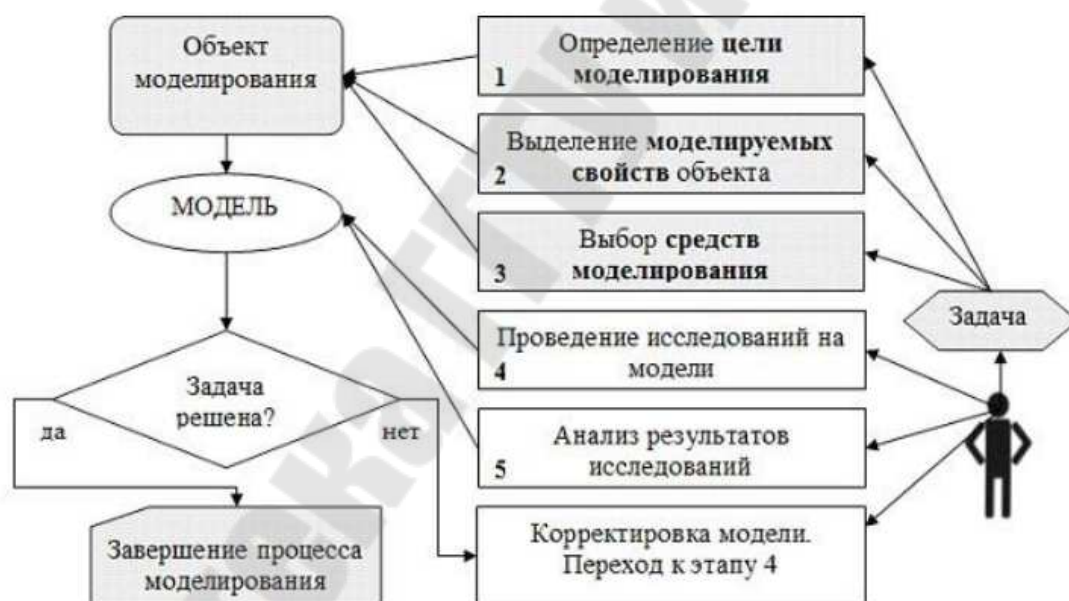 Объект
моделирования
МОДЕЛЬ
Задача
решена?
да
нет
Завершение процесса
моделирования
Определение цели
1 моделирования
Выделение моделируемых
2 свойств объекта
Выбор средств
3 моделирования
Проведение исследований на
4 модели
Анализ результатов
5 исследований
Корректировка модели.
Переход к этапу 4
Задача